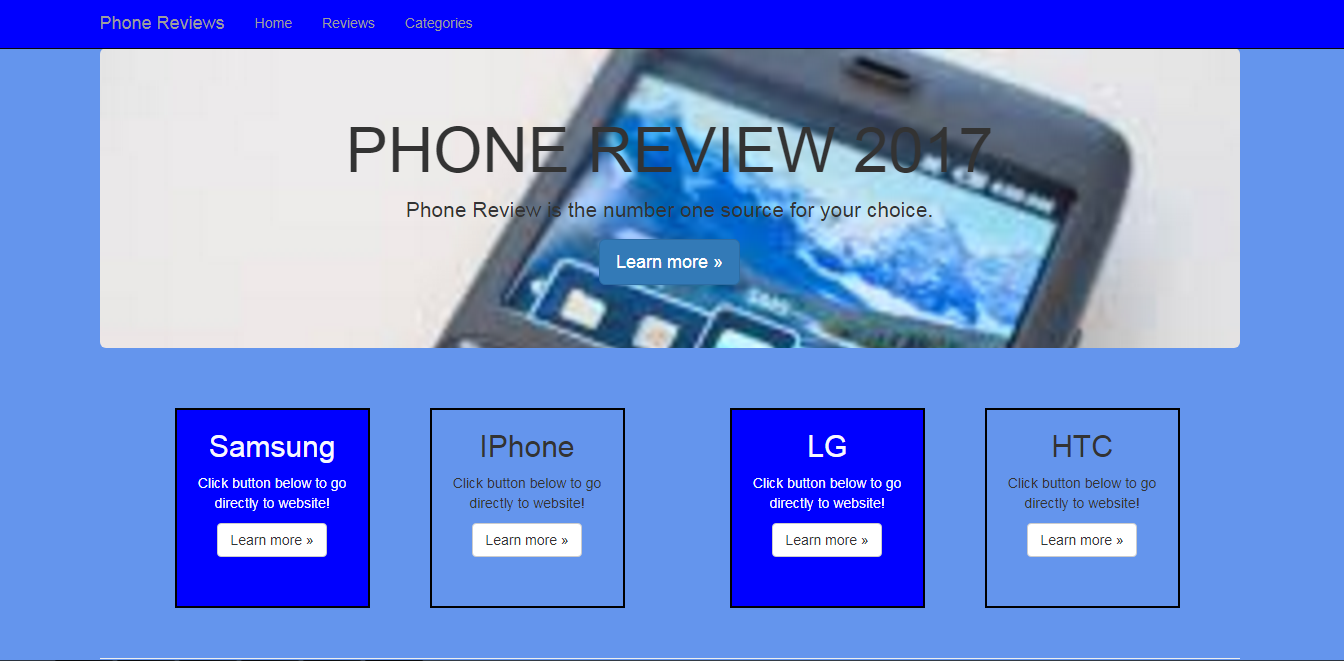 Phone Reviews Home Reviews Categories
PHONE REVIEW 2017
Phone Review is the number one source for your choice.
Learn more »
Samsung
Click button below to go
directly to website!
Learn more »
IPhone
Click button below to go
directly to website!
Learn more »
LG
Click button below to go
directly to website!
Learn more »
HTC
Click button below to go
directly to website!
Learn more »